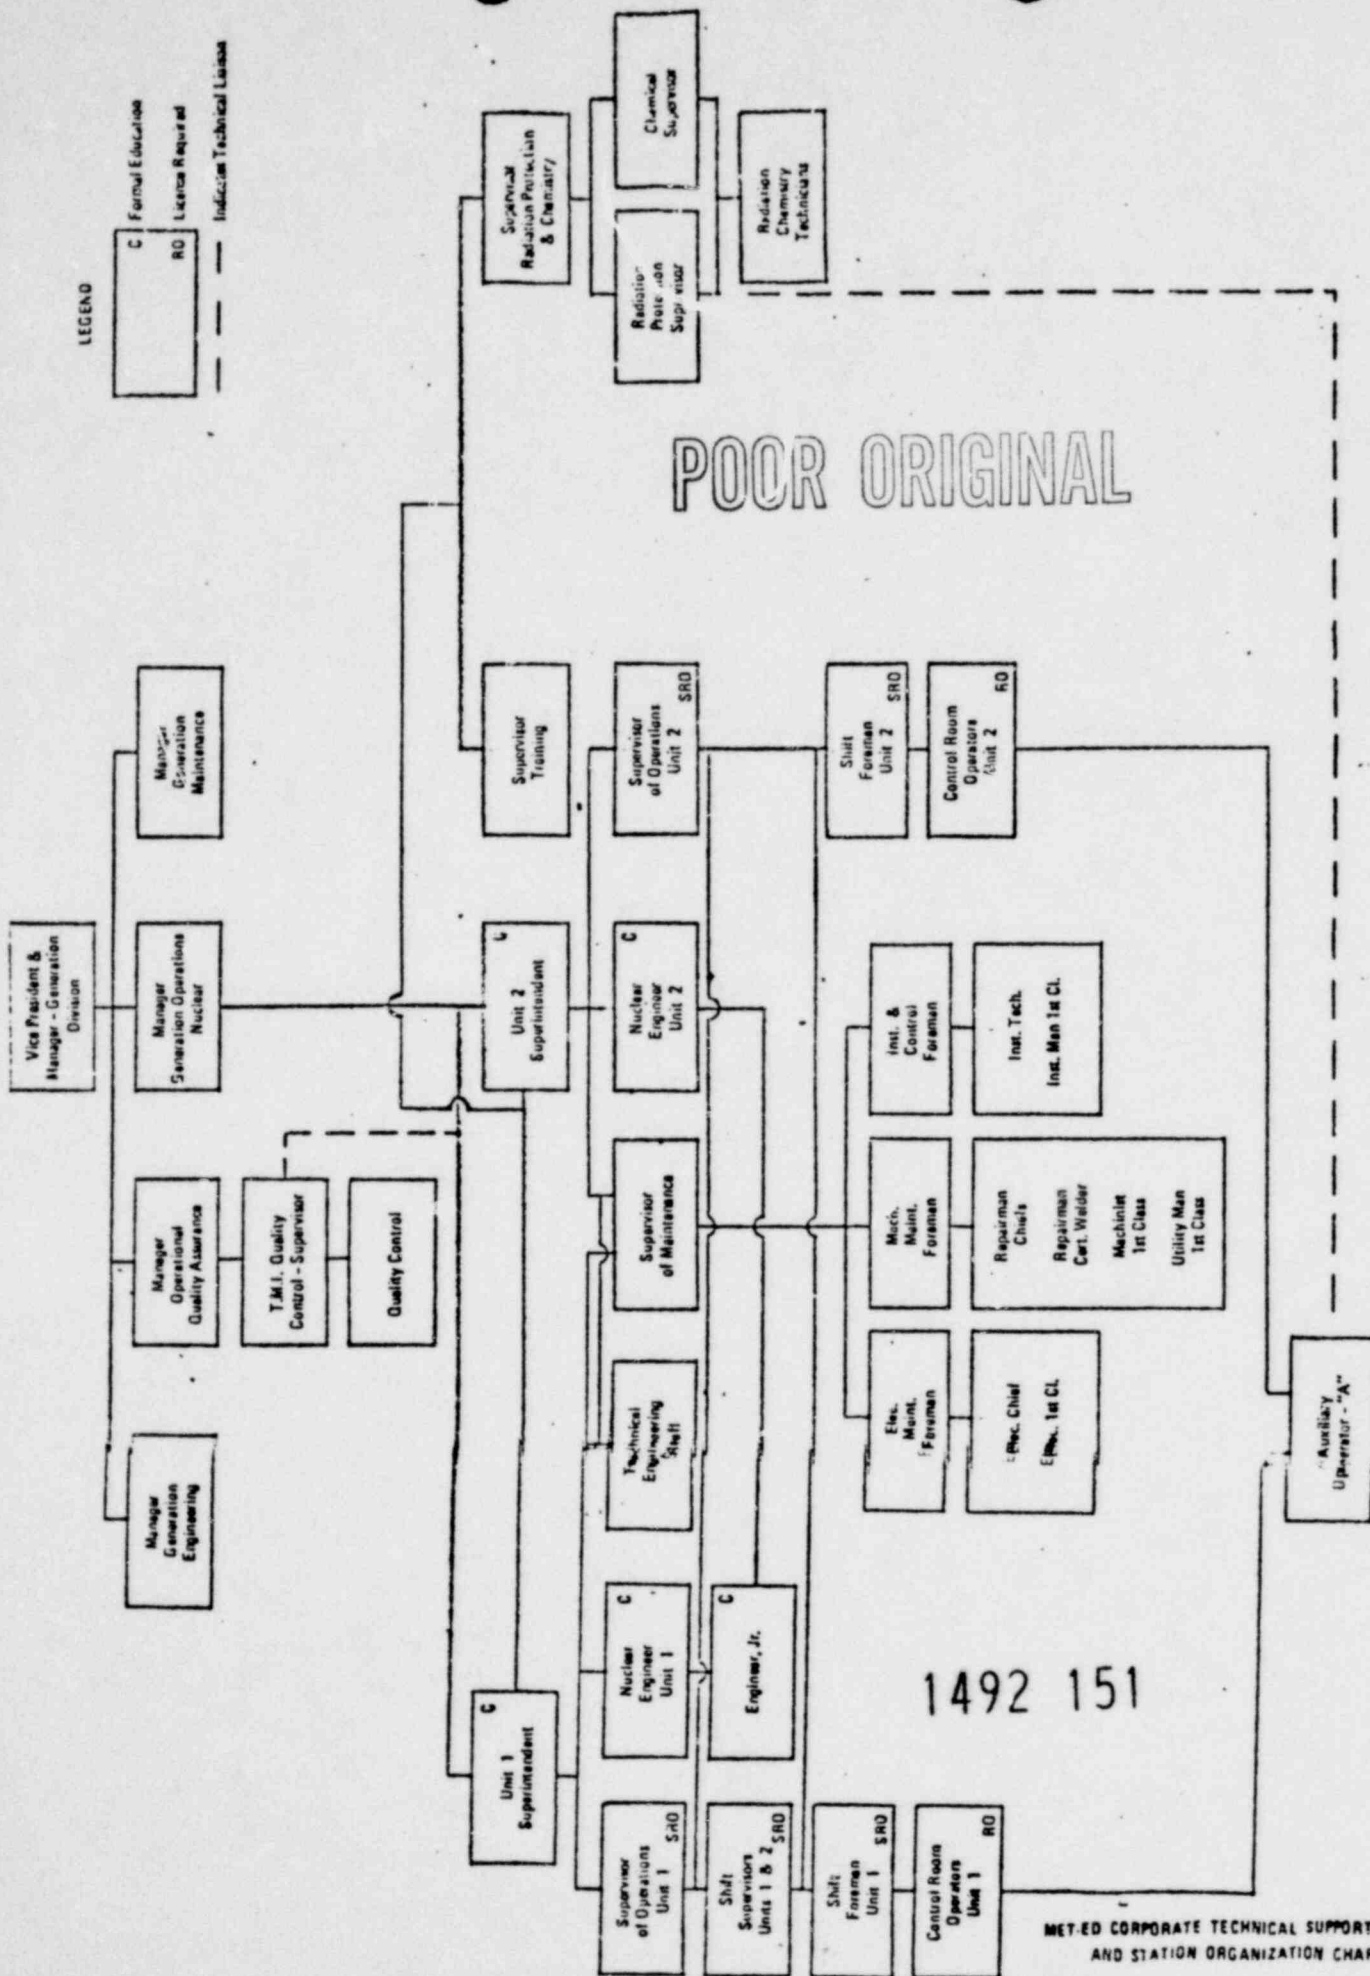 LEGEND
C
Formal Education
RO
License Required
Indicates Technical Liaison
Vice President &
Manager - Generation
Division
Manager
Generation
Engineering
Manager
Operational
Quality Assurance
Manager
Generation Operations
Nuclear
Manager
Generation
Maintenance
T.M.I. Quality
Control - Supervisor
Quality Control
Unit 1
Superintendent
C
Unit 2
Superintendent
C
Supervisor
Training
Supervisor
Radiation Protection
& Chemistry
Supervisor
of Operations
Unit 1
SRO
Nuclear
Engineer
Unit 1
C
Technical
Engineering
Staff
Supervisor
of Maintenance
Nuclear
Engineer
Unit 2
C
Supervisor
of Operations
Unit 2
SRO
Radiation
Protection
Supervisor
Chemical
Supervisor
Shift
Supervisors
Units 1 & 2
SRO
Engineer, Jr.
C
Radiation
Chemistry
Technicians
Shift
Foreman
Unit 1
SRO
Elec.
Maint.
Foreman
Mech.
Maint.
Foreman
Inst. &
Control
Foreman
Shift
Foreman
Unit 2
SRO
Control Room
Operators
Unit 1
RO
Elec. Chief
Elec. 1st Cl.
Repairman
Chiefs
Repairman
Cert. Welder
Machinist
1st Class
Utility Man
1st Class
Inst. Tech.
Inst. Man 1st Cl.
Control Room
Operators
Unit 2
RO
Auxiliary
Operator - "A"
POOR ORIGINAL
1492 151
MET-ED CORPORATE TECHNICAL SUPPORT
AND STATION ORGANIZATION CHAR